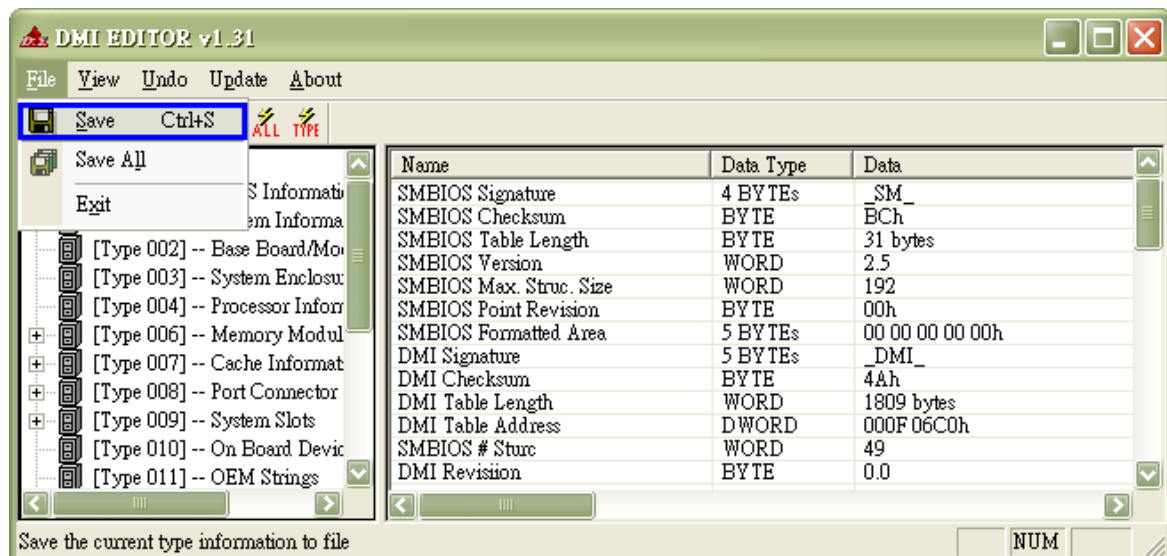 DMI EDITOR v1.31
File View Undo Update About
Save Ctrl+S
ALL TYPE
Save All
Exit
S Informati
em Informa
[Type 002] -- Base Board/Mo
[Type 003] -- System Enclosu
[Type 004] -- Processor Inform
[Type 006] -- Memory Modul
[Type 007] -- Cache Informat
[Type 008] -- Port Connector
[Type 009] -- System Slots
[Type 010] -- On Board Devic
[Type 011] -- OEM Strings
Name Data Type Data
SMBIOS Signature 4 BYTEs _SM_
SMBIOS Checksum BYTE BCh
SMBIOS Table Length BYTE 31 bytes
SMBIOS Version WORD 2.5
SMBIOS Max. Struc. Size WORD 192
SMBIOS Point Revision BYTE 00h
SMBIOS Formatted Area 5 BYTEs 00 00 00 00 00h
DMI Signature 5 BYTEs _DMI_
DMI Checksum BYTE 4Ah
DMI Table Length WORD 1809 bytes
DMI Table Address DWORD 000F 06C0h
SMBIOS # Sturc WORD 49
DMI Revisiion BYTE 0.0
Save the current type information to file
NUM